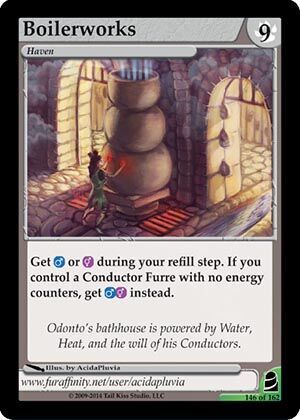 Boilerworks 9
Haven
Get ♂ or ⚥ during your refill step. If you
control a Conductor Furre with no energy
counters, get ♂⚥ instead.
Odonto's bathhouse is powered by Water,
Heat, and the will of his Conductors.
Illus. by AcidaPluvia
www.furaffinity.net/user/acidapluvia
© 2009-2014 Tail Kiss Studio, LLC
146 of 162